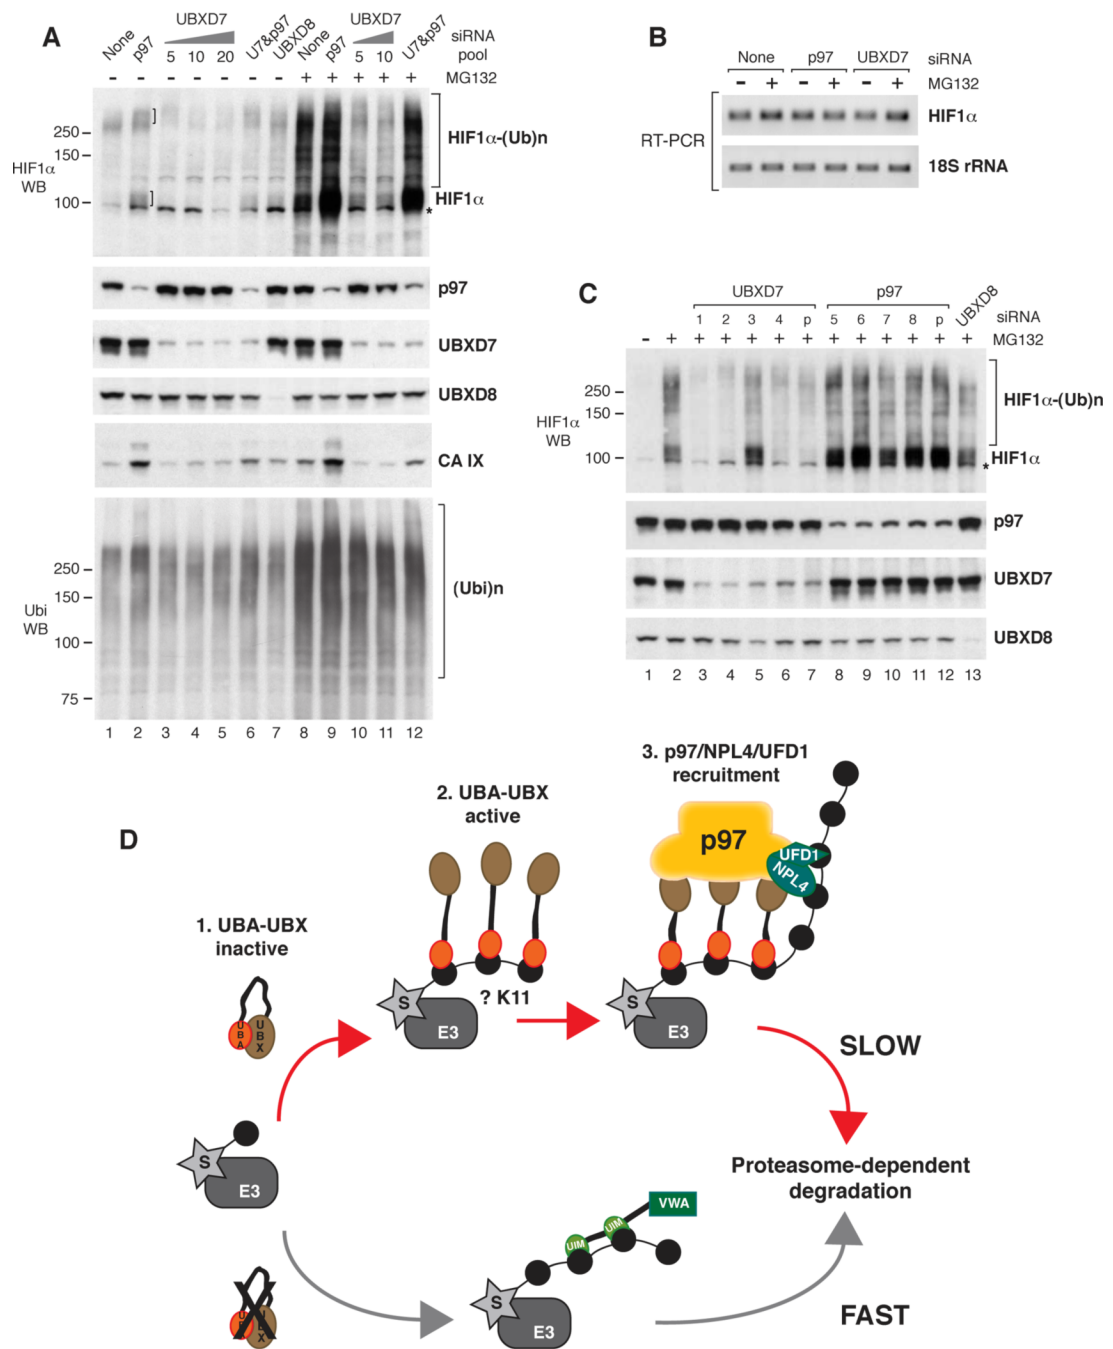 A
UBXD7
None
p97
5 10 20
U7&p97
UBXD8
None
p97
UBXD7
5 10
U7&p97
siRNA
pool
- - - - - - - + + + + +
MG132
250
150
100
HIF1α
WB
HIF1α-(Ub)n
HIF1α
*
p97
UBXD7
UBXD8
CA IX
250
150
100
75
Ubi
WB
(Ubi)n
1 2 3 4 5 6 7 8 9 10 11 12
B
None p97 UBXD7 siRNA
- + - + - + MG132
RT-PCR
HIF1α
18S rRNA
C
UBXD7 p97 UBXD8
1 2 3 4 p 5 6 7 8 p siRNA
- + + + + + + + + + + + + MG132
250
150
100
HIF1α
WB
HIF1α-(Ub)n
HIF1α
*
p97
UBXD7
UBXD8
1 2 3 4 5 6 7 8 9 10 11 12 13
D
1. UBA-UBX
inactive
UBA
UBX
2. UBA-UBX
active
S
E3
? K11
3. p97/NPL4/UFD1
recruitment
p97
UFD1
NPL4
S
E3
SLOW
S
E3
Proteasome-dependent
degradation
VWA
UIM
UIM
S
E3
FAST